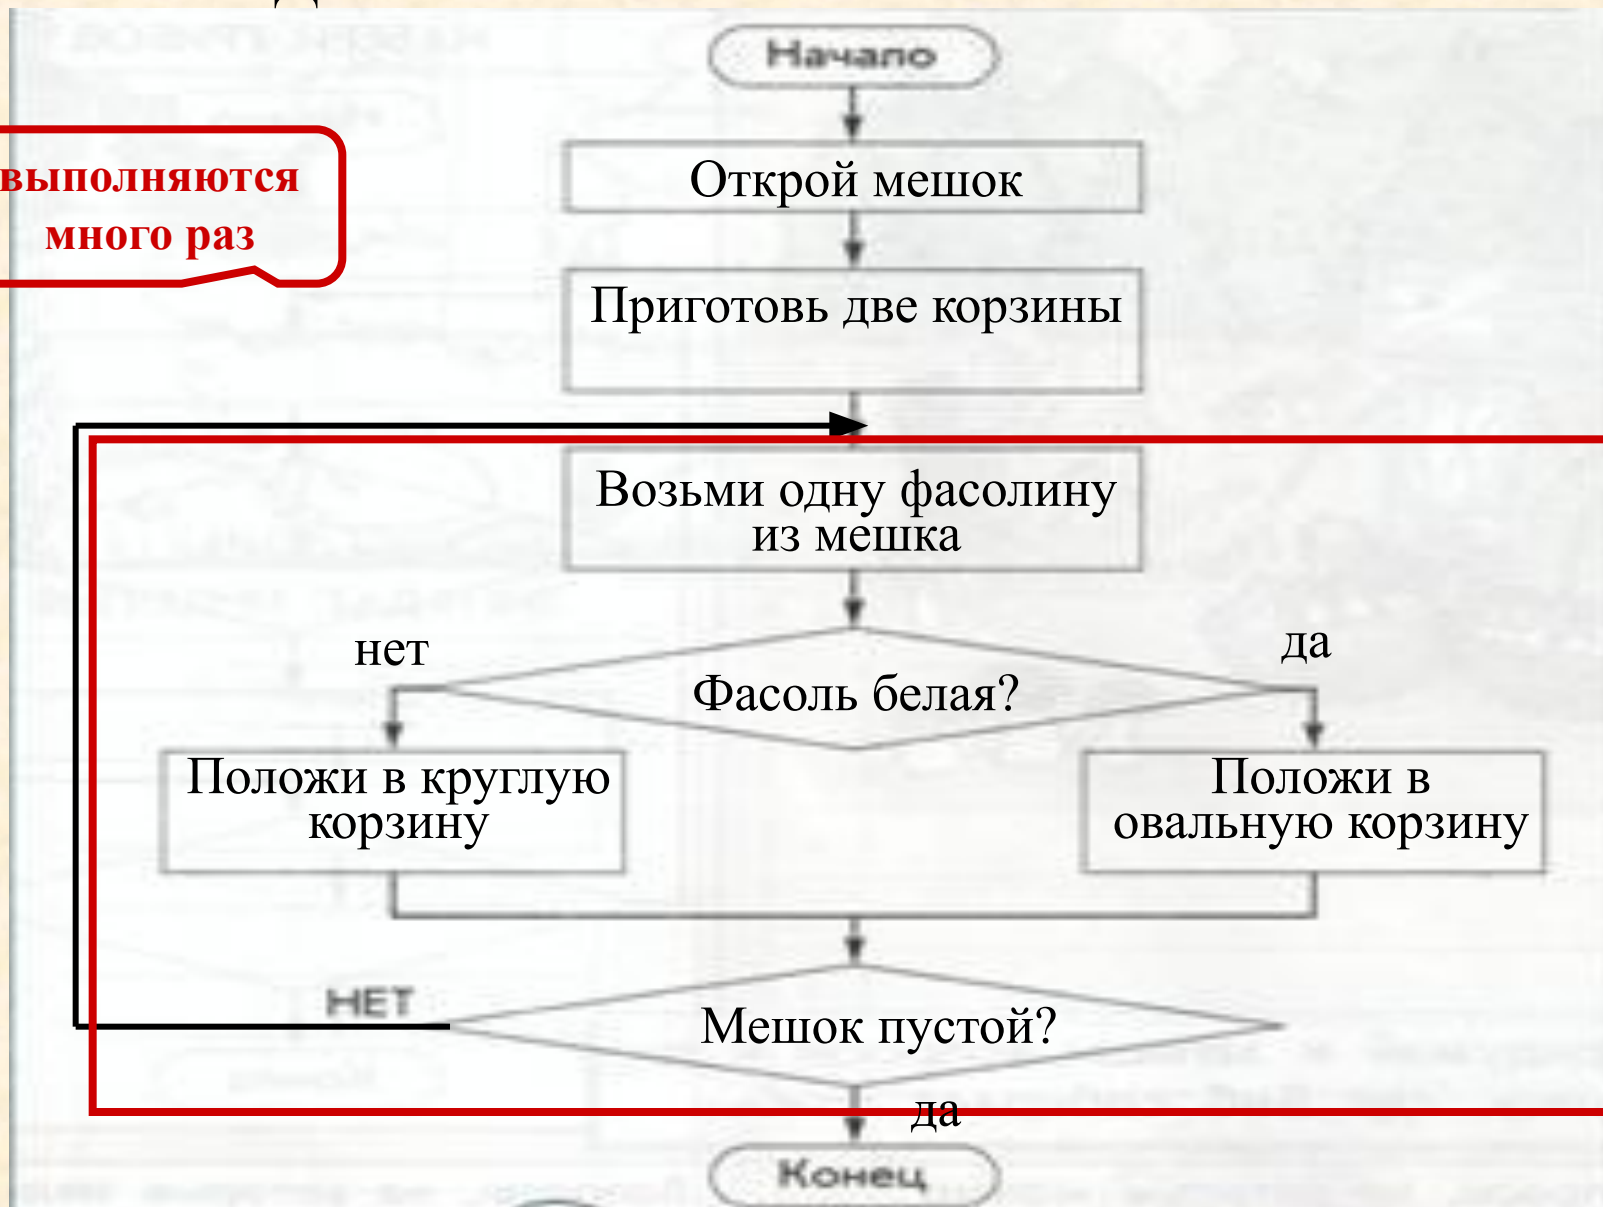 Начало
выполняются
много раз
Открой мешок
Приготовь две корзины
Возьми одну фасолину
из мешка
нет
да
Фасоль белая?
Положи в круглую
корзину
Положи в
овальную корзину
НЕТ
Мешок пустой?
да
Конец